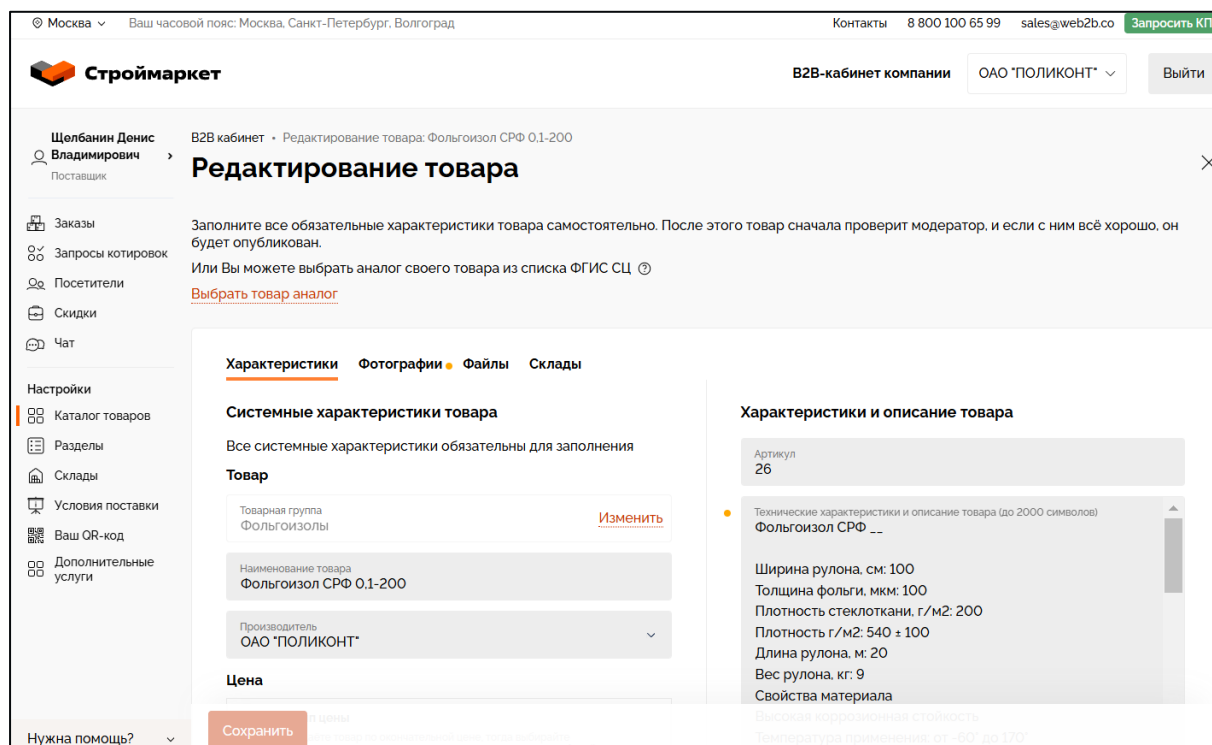 Москва
Ваш часовой пояс: Москва, Санкт-Петербург, Волгоград
Контакты
8 800 100 65 99
sales@web2b.co
Запросить КП
Строймаркет
B2B-кабинет компании
ОАО "ПОЛИКОНТ"
Выйти
Щелбанин Денис
Владимирович
Поставщик
Заказы
Запросы котировок
Посетители
Скидки
Чат
Настройки
Каталог товаров
Разделы
Склады
Условия поставки
Ваш QR-код
Дополнительные
услуги
Нужна помощь?
B2B кабинет • Редактирование товара: Фольгоизол СРФ 0,1-200
Редактирование товара
Заполните все обязательные характеристики товара самостоятельно. После этого товар сначала проверит модератор, и если с ним всё хорошо, он
будет опубликован.
Или Вы можете выбрать аналог своего товара из списка ФГИС СЦ
Выбрать товар аналог
Характеристики
Фотографии
Файлы
Склады
Системные характеристики товара
Все системные характеристики обязательны для заполнения
Товар
Товарная группа
Фольгоизолы
Изменить
Наименование товара
Фольгоизол СРФ 0,1-200
Производитель
ОАО "ПОЛИКОНТ"
Цена
цены
Сохранить
Характеристики и описание товара
Артикул
26
Технические характеристики и описание товара (до 2000 символов)
Фольгоизол СРФ __
Ширина рулона, см: 100
Толщина фольги, мкм: 100
Плотность стеклоткани, г/м2: 200
Плотность г/м2: 540 ± 100
Длина рулона, м: 20
Вес рулона, кг: 9
Свойства материала
Высокая коррозионная стойкость
Температура применения: от -60° до 170°